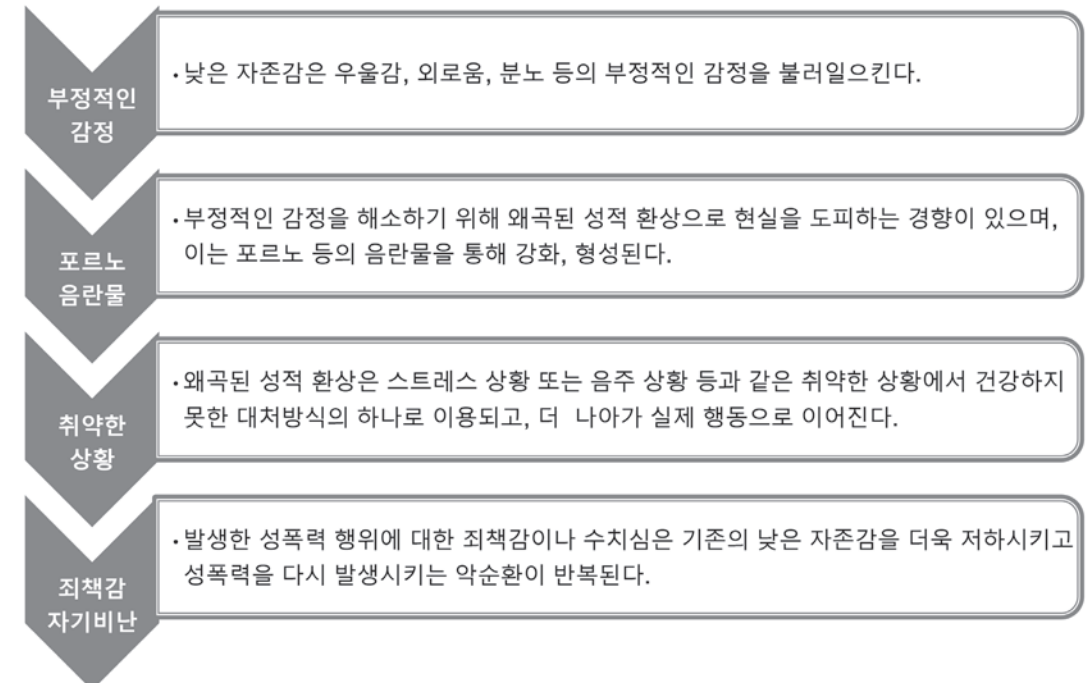 부정적인
감정
·낮은 자존감은 우울감, 외로움, 분노 등의 부정적인 감정을 불러일으킨다.
포르노
음란물
·부정적인 감정을 해소하기 위해 왜곡된 성적 환상으로 현실을 도피하는 경향이 있으며,
이는 포르노 등의 음란물을 통해 강화, 형성된다.
취약한
상황
·왜곡된 성적 환상은 스트레스 상황 또는 음주 상황 등과 같은 취약한 상황에서 건강하지
못한 대처방식의 하나로 이용되고, 더 나아가 실제 행동으로 이어진다.
죄책감
자기비난
·발생한 성폭력 행위에 대한 죄책감이나 수치심은 기존의 낮은 자존감을 더욱 저하시키고
성폭력을 다시 발생시키는 악순환이 반복된다.